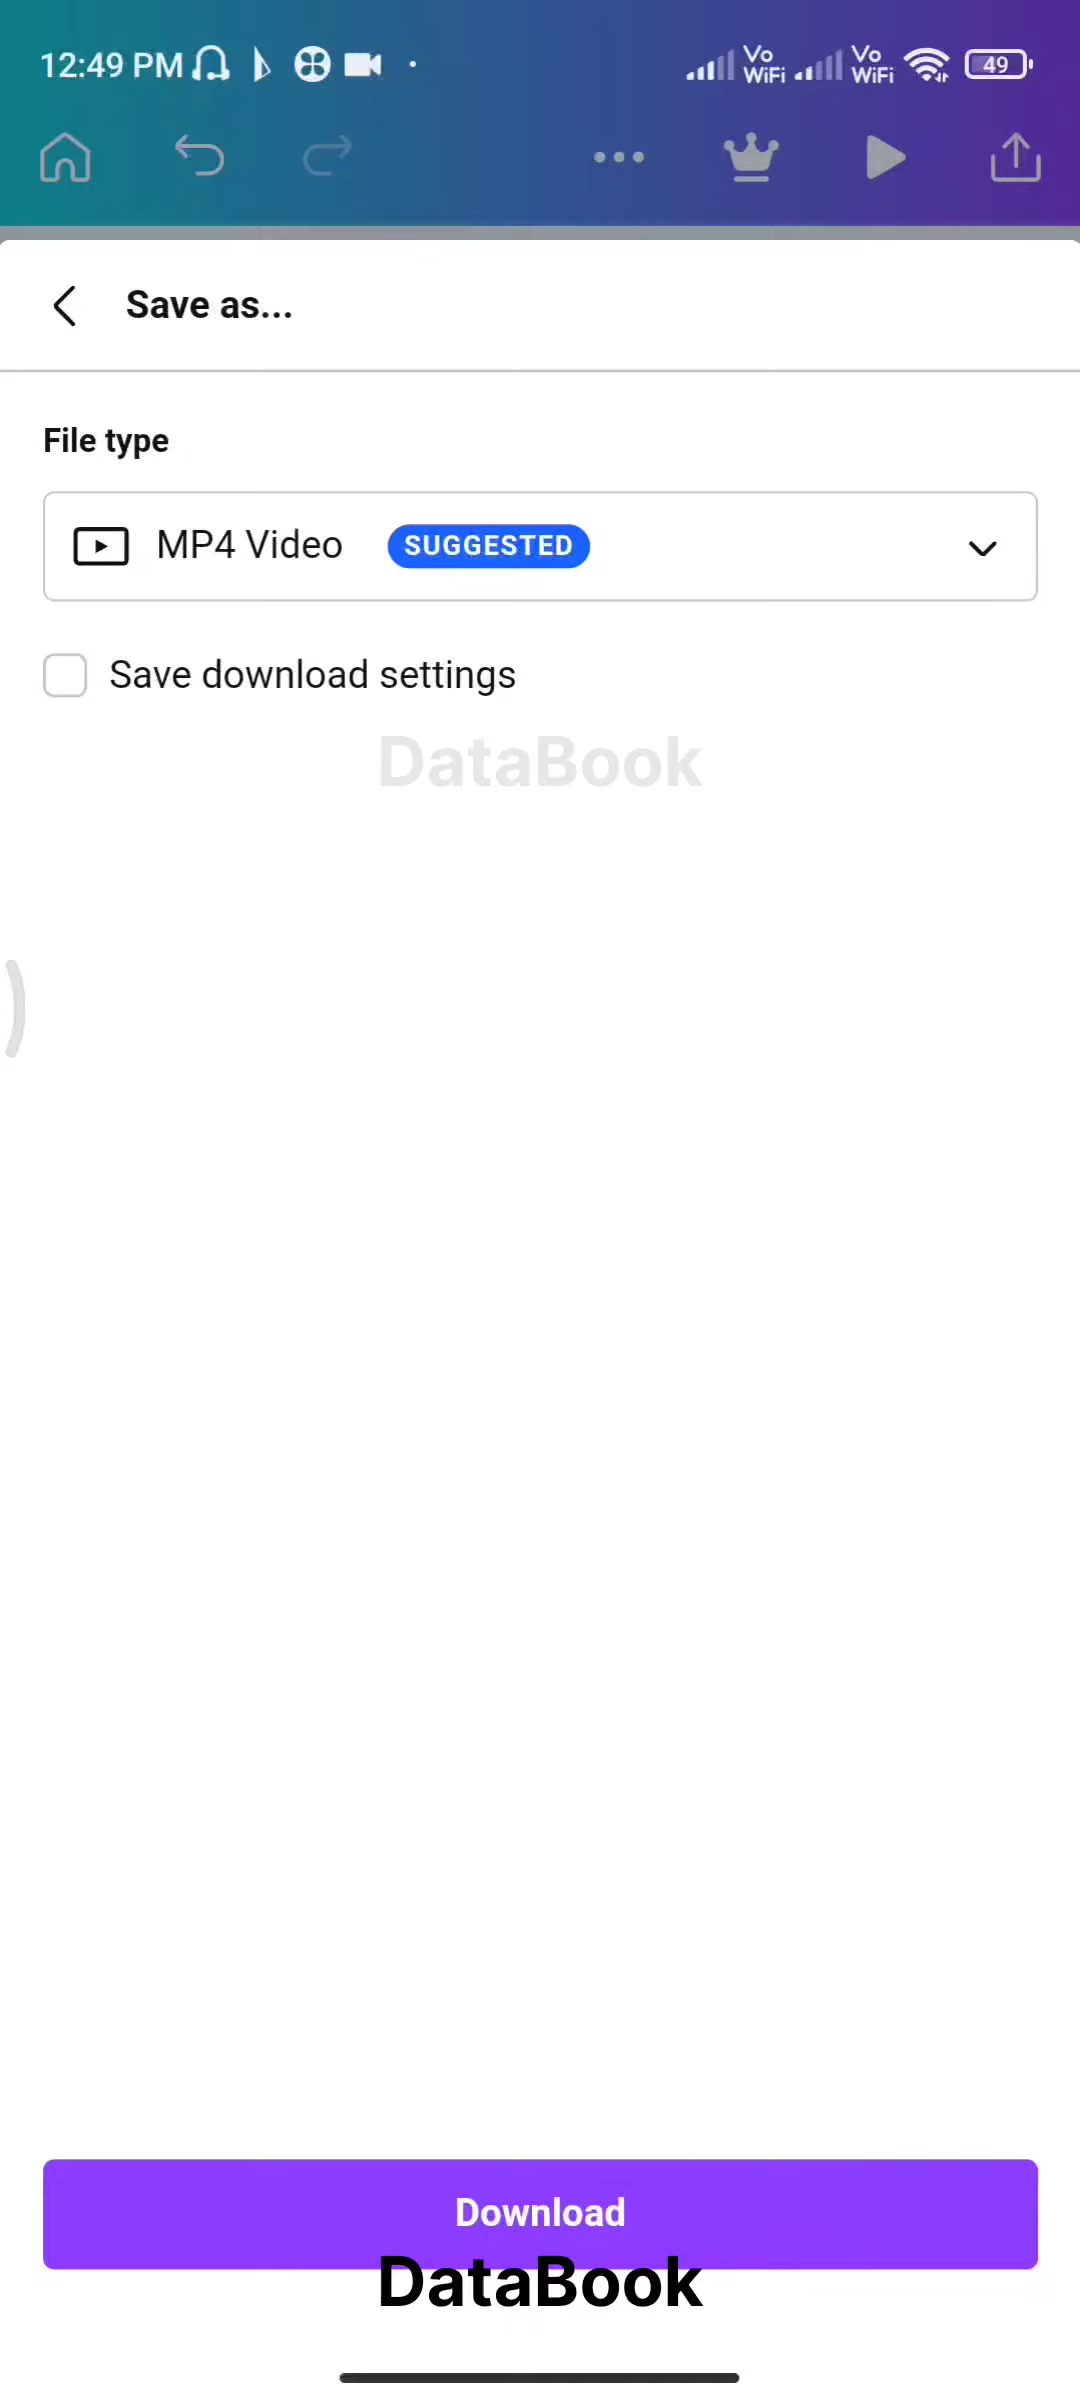 12:49 PM
Vo WiFi
Vo WiFi
49
Save as...
File type
MP4 Video SUGGESTED
Save download settings
DataBook
Download
DataBook